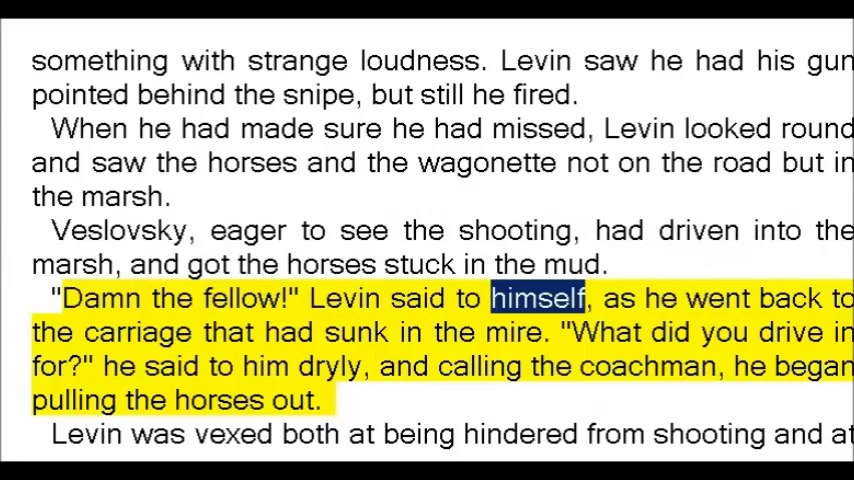 something with strange loudness. Levin saw he had his gun
pointed behind the snipe, but still he fired.
When he had made sure he had missed, Levin looked round
and saw the horses and the wagonette not on the road but in
the marsh.
Veslovsky, eager to see the shooting, had driven into the
marsh, and got the horses stuck in the mud.
"Damn the fellow!" Levin said to himself, as he went back to
the carriage that had sunk in the mire. "What did you drive in
for?" he said to him dryly, and calling the coachman, he began
pulling the horses out.
Levin was vexed both at being hindered from shooting and at